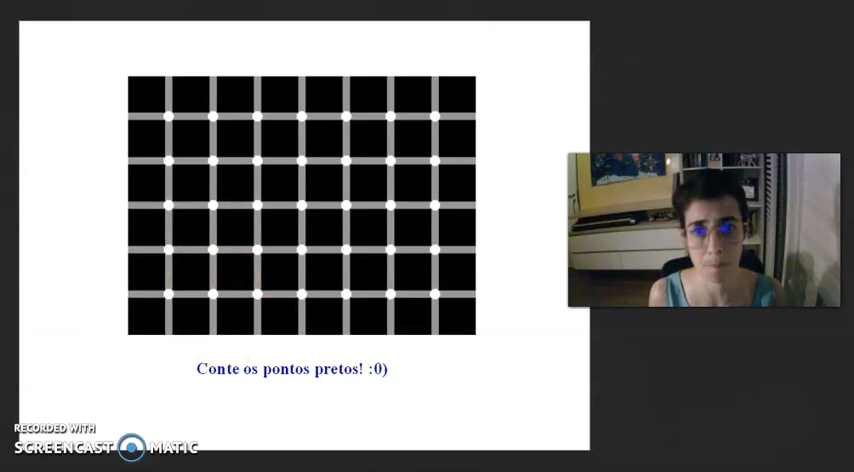 Conte os pontos pretos! :0)
RECORDED WITH
SCREENCAST MATIC